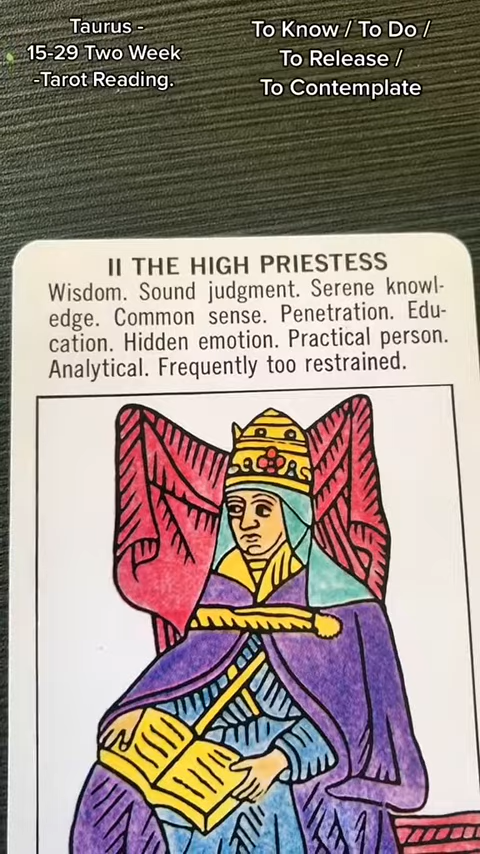 Taurus -
15-29 Two Week
-Tarot Reading.
To Know / To Do /
To Release /
To Contemplate
II THE HIGH PRIESTESS
Wisdom. Sound judgment. Serene knowl-
edge. Common sense. Penetration. Edu-
cation. Hidden emotion. Practical person.
Analytical. Frequently too restrained.